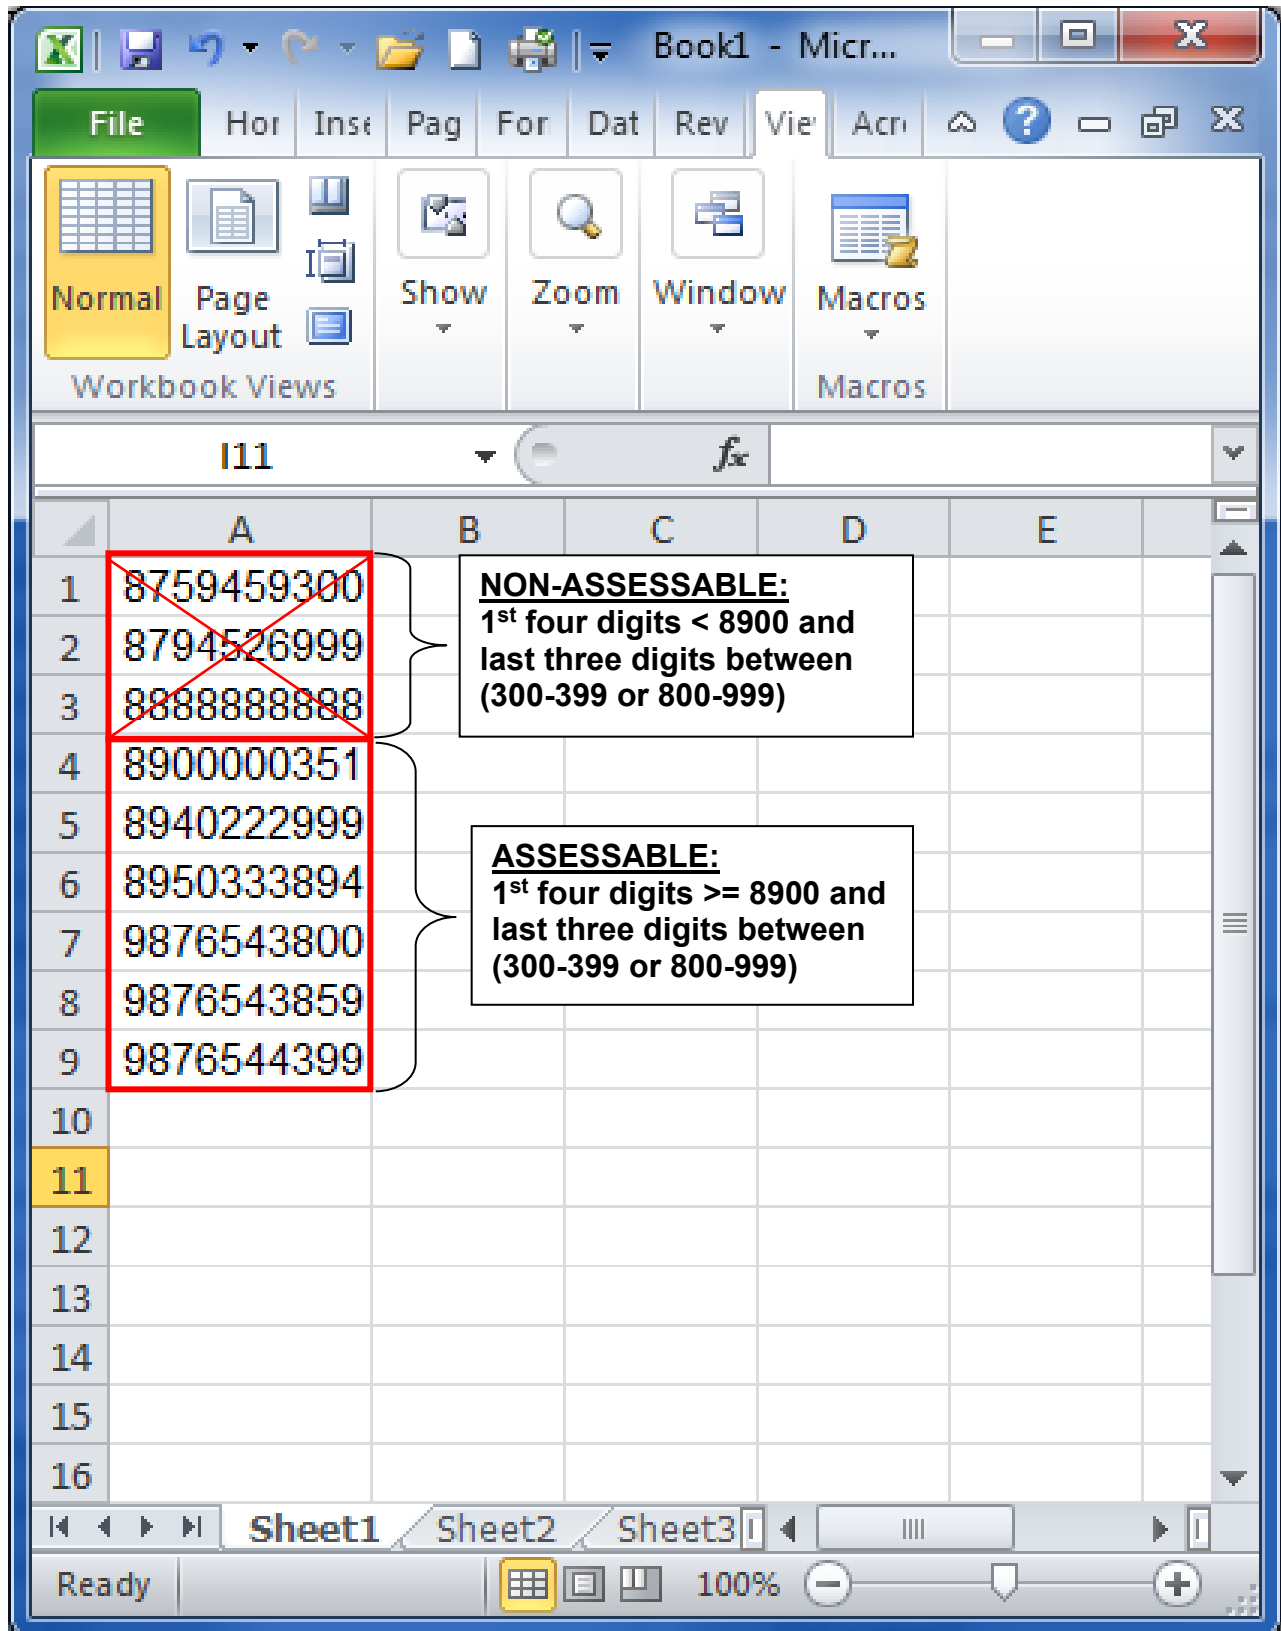 Book1 - Micr...
File Hor Inse Pag For Dat Rev Vie Acr
Normal Page Layout Show Zoom Window Macros
Workbook Views Macros
I11 fx
A B C D E
1 8759459300
2 8794526999
3 8888888888
NON-ASSESSABLE:
1st four digits < 8900 and
last three digits between
(300-399 or 800-999)
4 8900000351
5 8940222999
6 8950333894
7 9876543800
8 9876543859
9 9876544399
ASSESSABLE:
1st four digits >= 8900 and
last three digits between
(300-399 or 800-999)
10
11
12
13
14
15
16
Sheet1 Sheet2 Sheet3
Ready 100%